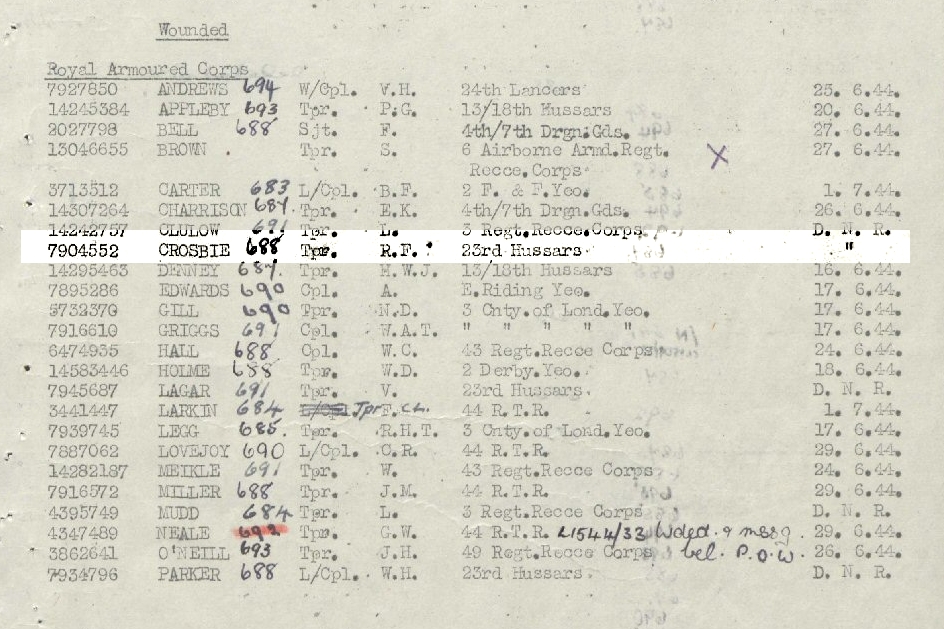 Wounded
Royal Armoured Corps
7927850 ANDREWS 694 W/Cpl. V.H. 24th Lancers 25. 6.44.
14245384 APPLEBY 693 Tpr. P.G. 13/18th Hussars 20. 6.44.
2027798 BELL 688 Sjt. F. 4th/7th Drgn.Gds. 27. 6.44.
13046655 BROWN Tpr. S. 6 Airborne Armd.Regt. X 27. 6.44.
Recce.Corps
3713512 CARTER 683 L/Cpl. B.F. 2 F. & F.Yeo. 1. 7.44.
14307264 CHARRISON 687. Tpr. E.K. 4th/7th Drgn.Gds. 26. 6.44.
14242757 CLULOW 691 Tpr. L. 3 Regt.Recce.Corps D. N. R.
7904552 CROSBIE 688 Tpr. R.F. 23rd Hussars "
14295463 DENNEY 687. Tpr. M.W.J. 13/18th Hussars 16. 6.44.
7895286 EDWARDS 690 Cpl. A. E.Riding Yeo. 17. 6.44.
3732370 GILL 690 Tpr. N.D. 3 Cnty.of Lond.Yeo. 17. 6.44.
7916610 GRIGGS 691 Cpl. W.A.T. " " " " " 17. 6.44.
6474935 HALL 688 Cpl. W.C. 43 Regt.Recce Corps 24. 6.44.
14583446 HOLME 688 Tpr. W.D. 2 Derby.Yeo. 18. 6.44.
7945687 LAGAR 691 Tpr. V. 23rd Hussars D. N. R.
3441447 LARKIN 684 Tpr F. 44 R.T.R. 1. 7.44.
7939745 LEGG 685. Tpr. R.H.T. 3 Cnty.of Lond.Yeo. 17. 6.44.
7887062 LOVEJOY 690 L/Cpl. C.R. 44 R.T.R. 29. 6.44.
14282187 MEIKLE 691 Tpr. W. 43 Regt.Recce Corps 24. 6.44.
7916572 MILLER 688 Tpr. J.M. 44 R.T.R. 29. 6.44.
4395749 MUDD 684 Tpr. L. 3 Regt.Recce Corps D. N. R.
4347489 NEALE 692 Tpr. G.W. 44 R.T.R. L1544/33 Wded. & missg. 29. 6.44.
3862641 O'NEILL 693 Tpr. J.H. 49 Regt.Recce Corps bel. P.O.W. 26. 6.44.
7934796 PARKER 688 L/Cpl. W.H. 23rd Hussars D. N. R.